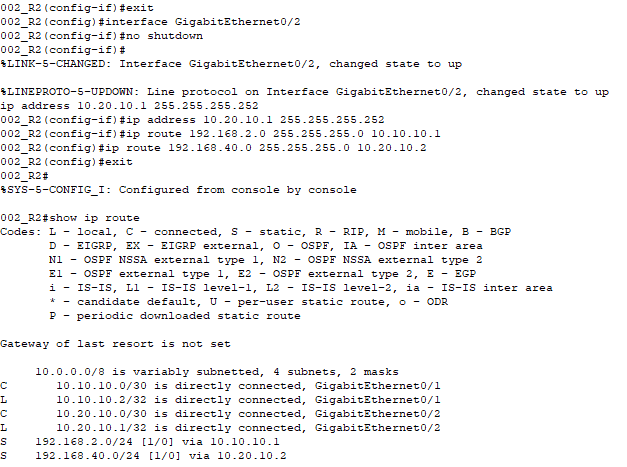 002_R2(config-if)#exit
002_R2(config)#interface GigabitEthernet0/2
002_R2(config-if)#no shutdown
002_R2(config-if)#
%LINK-5-CHANGED: Interface GigabitEthernet0/2, changed state to up
%LINEPROTO-5-UPDOWN: Line protocol on Interface GigabitEthernet0/2, changed state to up
ip address 10.20.10.1 255.255.255.252
002_R2(config-if)#ip address 10.20.10.1 255.255.255.252
002_R2(config-if)#ip route 192.168.2.0 255.255.255.0 10.10.10.1
002_R2(config)#ip route 192.168.40.0 255.255.255.0 10.20.10.2
002_R2(config)#exit
002_R2#
%SYS-5-CONFIG_I: Configured from console by console
002_R2#show ip route
Codes: L - local, C - connected, S - static, R - RIP, M - mobile, B - BGP
D - EIGRP, EX - EIGRP external, O - OSPF, IA - OSPF inter area
N1 - OSPF NSSA external type 1, N2 - OSPF NSSA external type 2
E1 - OSPF external type 1, E2 - OSPF external type 2, E - EGP
i - IS-IS, L1 - IS-IS level-1, L2 - IS-IS level-2, ia - IS-IS inter area
* - candidate default, U - per-user static route, o - ODR
P - periodic downloaded static route
Gateway of last resort is not set
10.0.0.0/8 is variably subnetted, 4 subnets, 2 masks
C 10.10.10.0/30 is directly connected, GigabitEthernet0/1
L 10.10.10.2/32 is directly connected, GigabitEthernet0/1
C 10.20.10.0/30 is directly connected, GigabitEthernet0/2
L 10.20.10.1/32 is directly connected, GigabitEthernet0/2
S 192.168.2.0/24 [1/0] via 10.10.10.1
S 192.168.40.0/24 [1/0] via 10.20.10.2